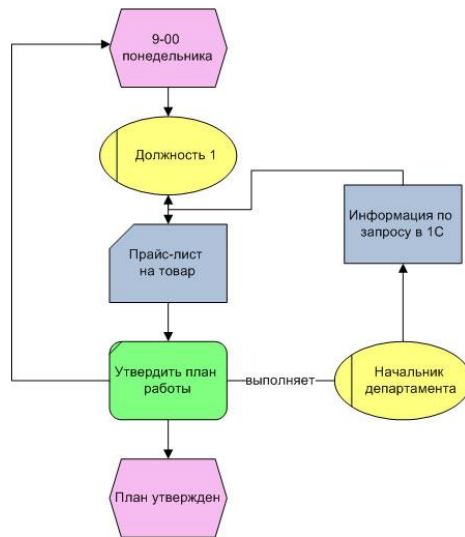 9-00
понедельника
Должность 1
Информация по
запросу в 1С
Прайс-лист
на товар
Утвердить план
работы
выполняет
Начальник
департамента
План утвержден